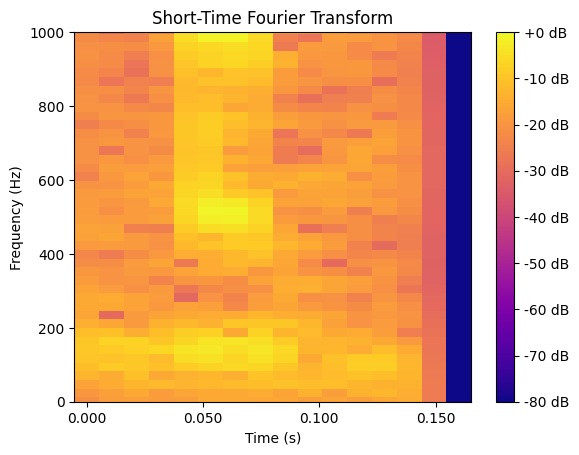 Short-Time Fourier Transform
1000
800
600
400
200
0
Frequency (Hz)
0.000
0.050
0.100
0.150
Time (s)
+0 dB
-10 dB
-20 dB
-30 dB
-40 dB
-50 dB
-60 dB
-70 dB
-80 dB